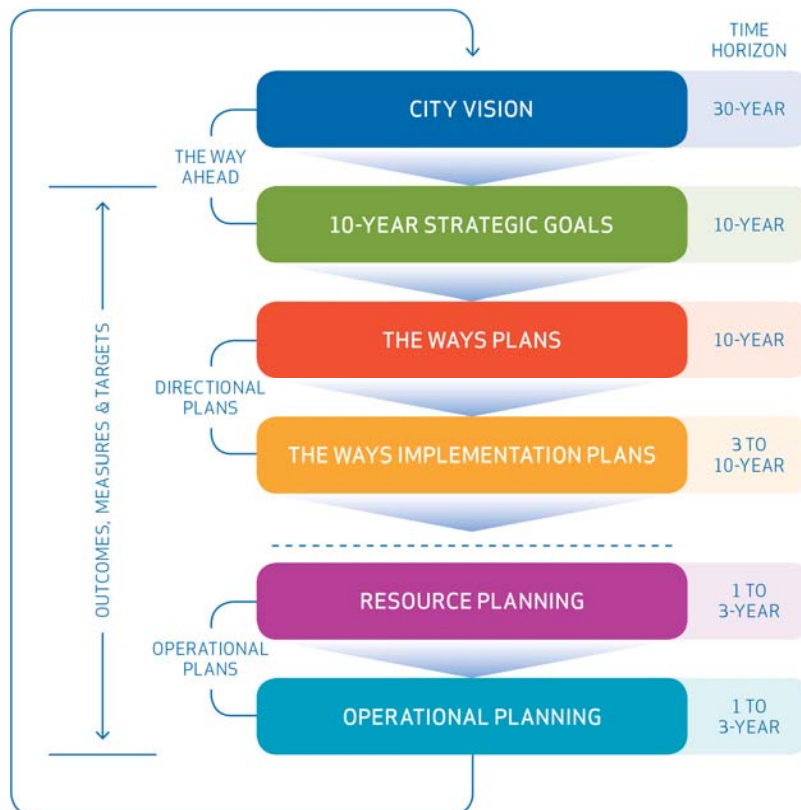 TIME
HORIZON
CITY VISION
30-YEAR
THE WAY
AHEAD
10-YEAR STRATEGIC GOALS
10-YEAR
THE WAYS PLANS
10-YEAR
DIRECTIONAL
PLANS
THE WAYS IMPLEMENTATION PLANS
3 TO
10-YEAR
OUTCOMES, MEASURES & TARGETS
RESOURCE PLANNING
1 TO
3-YEAR
OPERATIONAL
PLANS
OPERATIONAL PLANNING
1 TO
3-YEAR